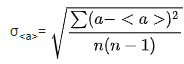 σ<a>= √(∑(a−<a>)²/n(n−1))